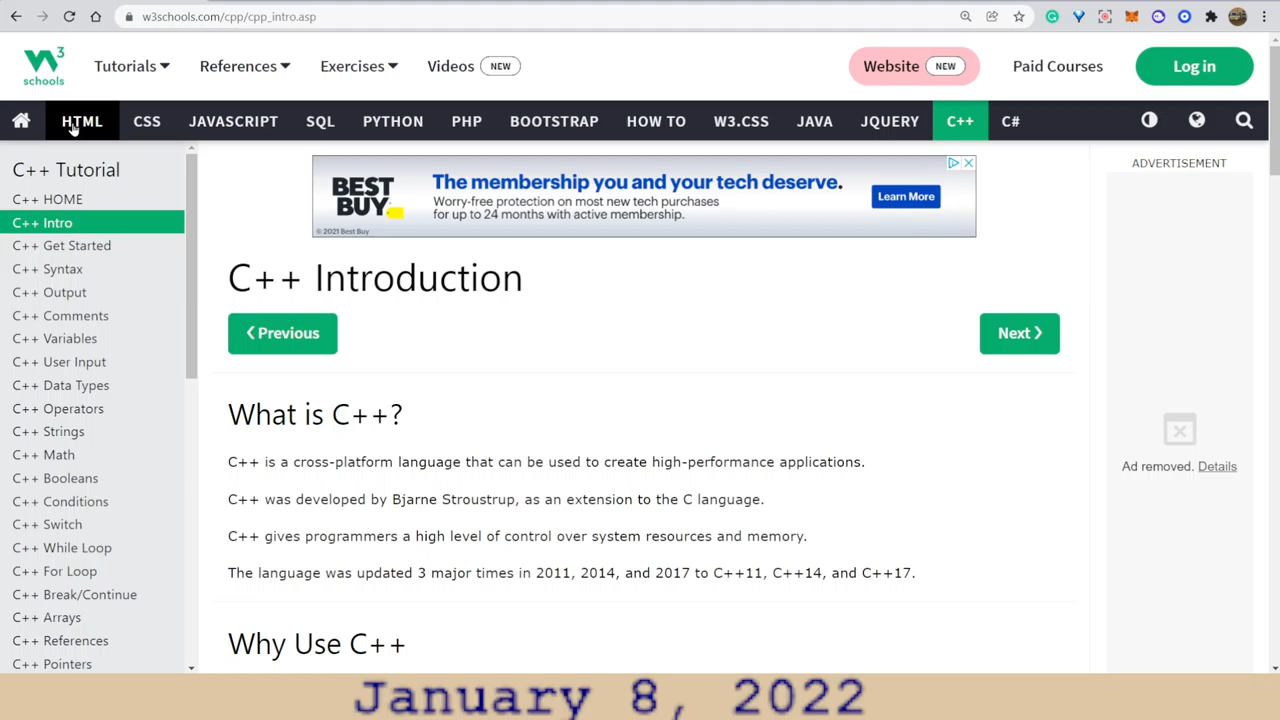 w3schools.com/cpp/cpp_intro.asp
W3 schools
Tutorials References Exercises Videos NEW Website NEW Paid Courses Log in
HTML CSS JAVASCRIPT SQL PYTHON PHP BOOTSTRAP HOW TO W3.CSS JAVA JQUERY C++ C#
C++ Tutorial
C++ HOME
C++ Intro
C++ Get Started
C++ Syntax
C++ Output
C++ Comments
C++ Variables
C++ User Input
C++ Data Types
C++ Operators
C++ Strings
C++ Math
C++ Booleans
C++ Conditions
C++ Switch
C++ While Loop
C++ For Loop
C++ Break/Continue
C++ Arrays
C++ References
C++ Pointers
BEST BUY
©2021 Best Buy
The membership you and your tech deserve.
Worry-free protection on most new tech purchases
for up to 24 months with active membership.
Learn More
C++ Introduction
❮ Previous
Next ❯
What is C++?
C++ is a cross-platform language that can be used to create high-performance applications.
C++ was developed by Bjarne Stroustrup, as an extension to the C language.
C++ gives programmers a high level of control over system resources and memory.
The language was updated 3 major times in 2011, 2014, and 2017 to C++11, C++14, and C++17.
Why Use C++
ADVERTISEMENT
Ad removed. Details
January 8, 2022